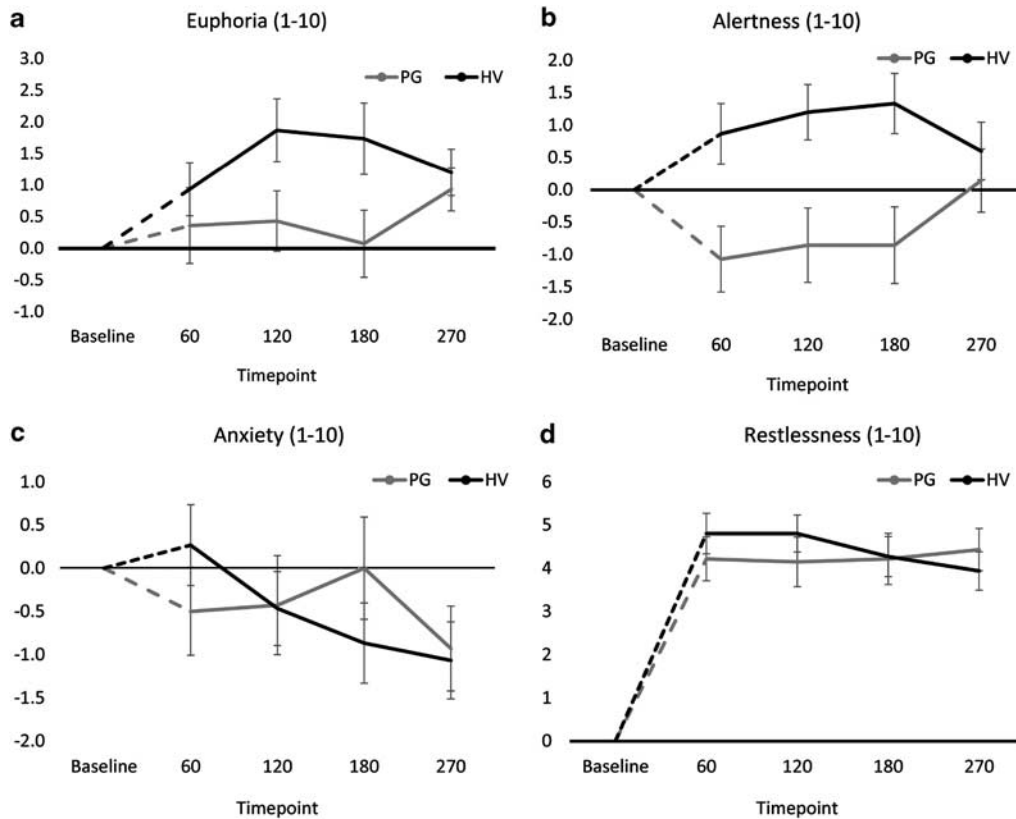 a
Euphoria (1-10)
3.0
2.5
2.0
1.5
1.0
0.5
0.0
-0.5
-1.0
PG HV
Baseline 60 120 180 270
Timepoint
b
Alertness (1-10)
2.0
1.5
1.0
0.5
0.0
-0.5
-1.0
-1.5
-2.0
PG HV
Baseline 60 120 180 270
Timepoint
c
Anxiety (1-10)
1.0
0.5
0.0
-0.5
-1.0
-1.5
-2.0
PG HV
Baseline 60 120 180 270
Timepoint
d
Restlessness (1-10)
6
5
4
3
2
1
0
PG HV
Baseline 60 120 180 270
Timepoint